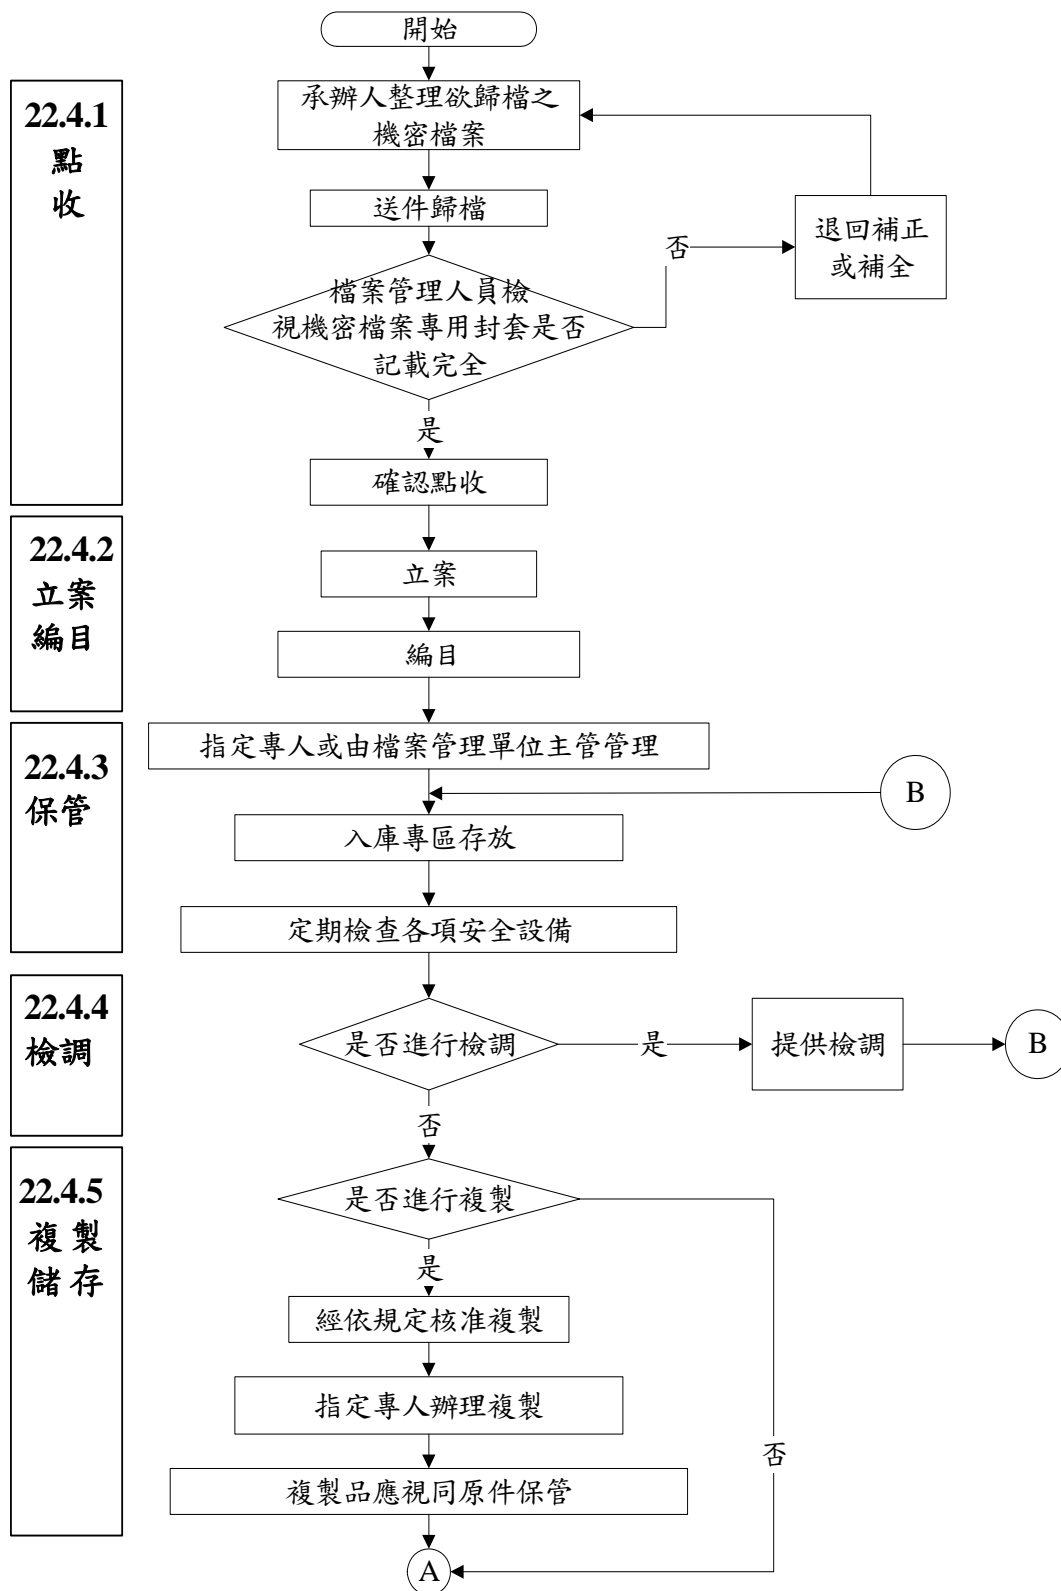 開始
22.4.1
點
收
承辦人整理欲歸檔之
機密檔案
送件歸檔
退回補正
或補全
否
檔案管理人員檢
視機密檔案專用封套是否
記載完全
是
確認點收
22.4.2
立案
編目
立案
編目
22.4.3
保管
指定專人或由檔案管理單位主管管理
B
入庫專區存放
定期檢查各項安全設備
22.4.4
檢調
是否進行檢調
是
提供檢調
B
否
22.4.5
複製
儲存
是否進行複製
是
經依規定核准複製
指定專人辦理複製
否
複製品應視同原件保管
A